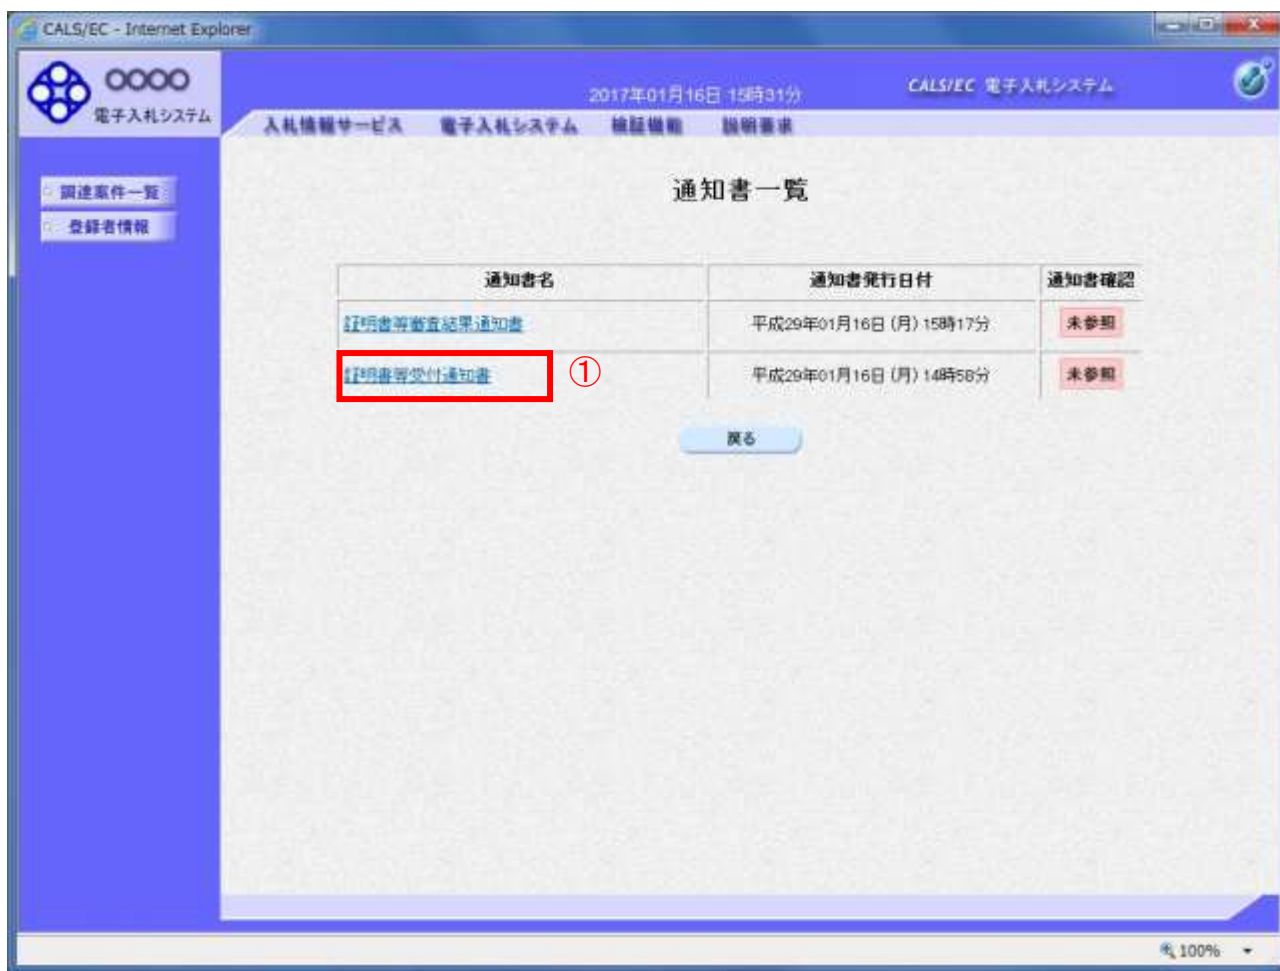 CALS/EC - Internet Explorer
○○○○
電子入札システム
2017年01月16日 15時31分
CALS/EC 電子入札システム
入札情報サービス 電子入札システム 検証機能 説明要求
調達案件一覧
登録者情報
通知書一覧
通知書名 通知書発行日付 通知書確認
証明書等審査結果通知書 平成29年01月16日 (月) 15時17分 未参照
証明書等受付通知書 ① 平成29年01月16日 (月) 14時58分 未参照
戻る
100%